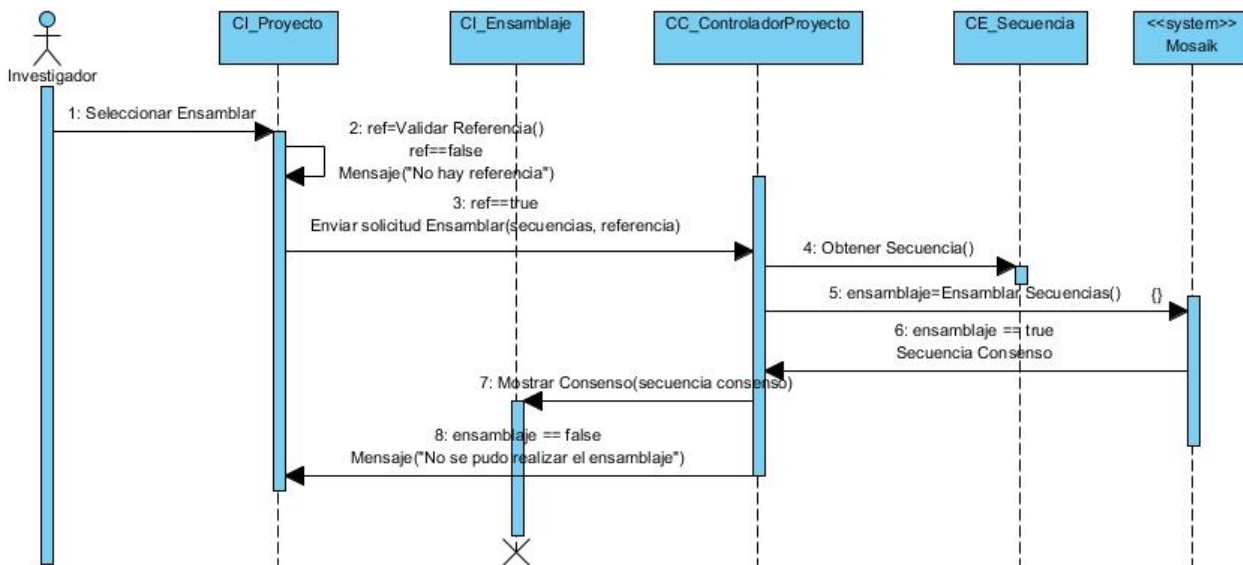 CI_Proyecto
CI_Ensamblaje
CC_ControladorProyecto
CE_Secuencia
<<system>>
Mosaik
Investigador
1: Seleccionar Ensamblar
2: ref=Validar Referencia()
ref==false
Mensaje("No hay referencia")
3: ref==true
Enviar solicitud Ensamblar(secuencias, referencia)
4: Obtener Secuencia()
5: ensamblaje=Ensamblar Secuencias()
{}
6: ensamblaje == true
Secuencia Consenso
7: Mostrar Consenso(secuencia consenso)
8: ensamblaje == false
Mensaje("No se pudo realizar el ensamblaje")